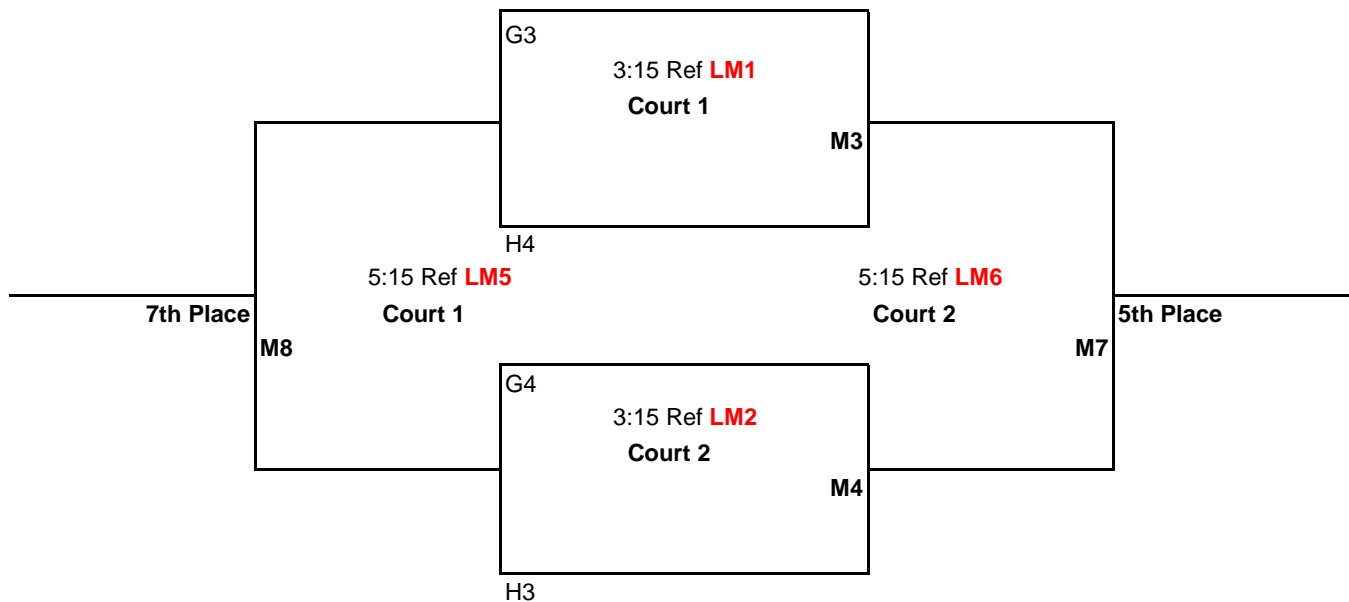 G3
3:15 Ref LM1
Court 1
M3
H4
5:15 Ref LM5
5:15 Ref LM6
7th Place
Court 1
Court 2
5th Place
M8
M7
G4
3:15 Ref LM2
Court 2
M4
H3